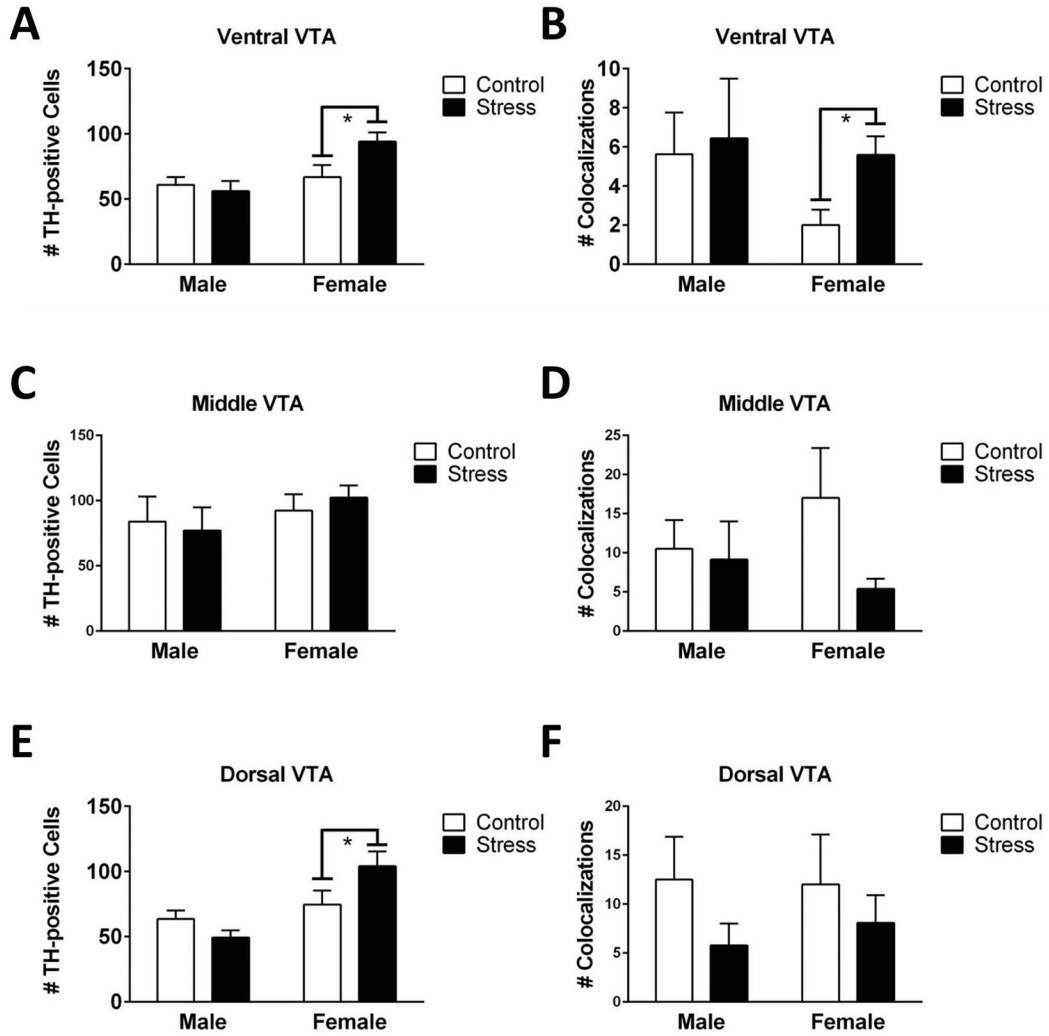 A
Ventral VTA
# TH-positive Cells
150
100
50
0
*
Control
Stress
Male Female
B
Ventral VTA
# Colocalizations
10
8
6
4
2
0
*
Control
Stress
Male Female
C
Middle VTA
# TH-positive Cells
150
100
50
0
Control
Stress
Male Female
D
Middle VTA
# Colocalizations
25
20
15
10
5
0
Control
Stress
Male Female
E
Dorsal VTA
# TH-positive Cells
150
100
50
0
*
Control
Stress
Male Female
F
Dorsal VTA
# Colocalizations
20
15
10
5
0
Control
Stress
Male Female